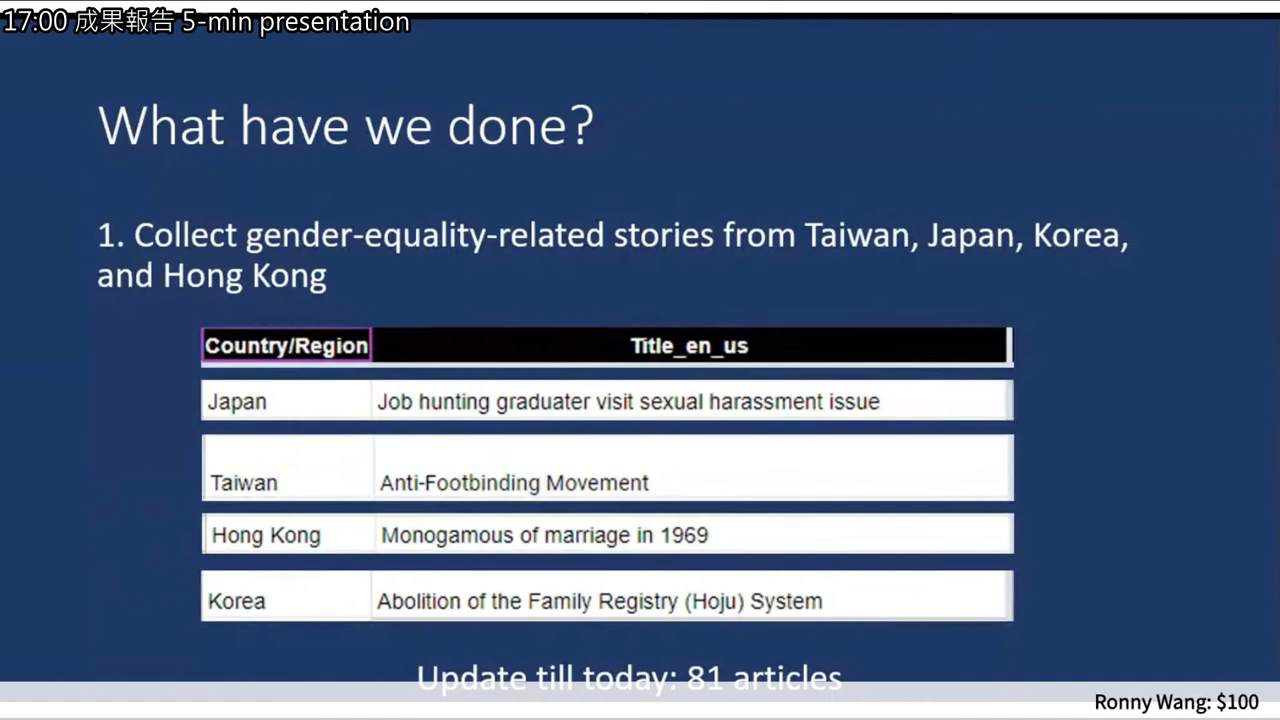 17:00 成果報告 5-min presentation
What have we done?
1. Collect gender-equality-related stories from Taiwan, Japan, Korea,
and Hong Kong
Country/Region Title_en_us
Japan Job hunting graduater visit sexual harassment issue
Taiwan Anti-Footbinding Movement
Hong Kong Monogamous of marriage in 1969
Korea Abolition of the Family Registry (Hoju) System
Update till today: 81 articles
Ronny Wang: $100